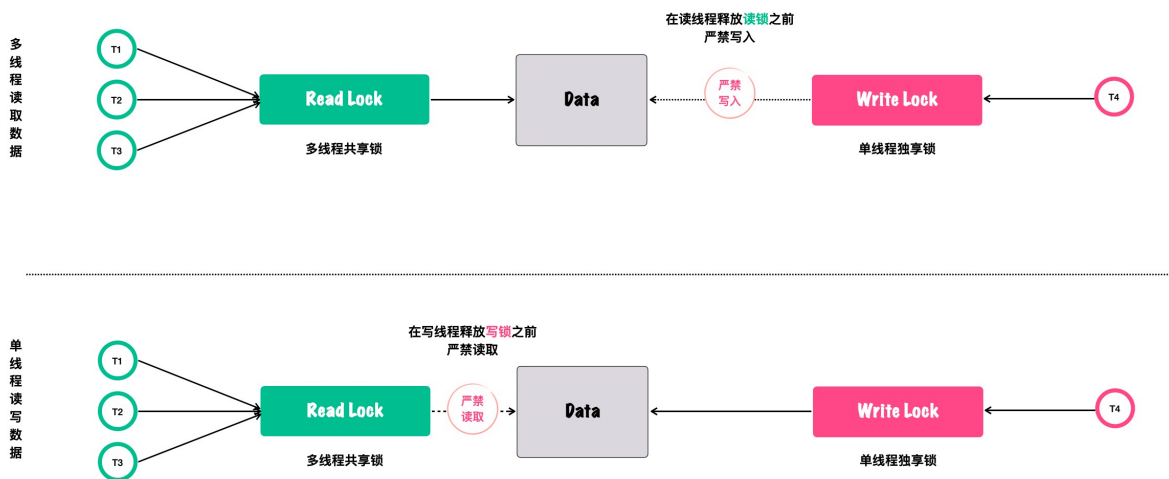 在读线程释放读锁之前
严禁写入
多线程读取数据
T1
T2
T3
Read Lock
多线程共享锁
Data
严禁
写入
Write Lock
单线程独享锁
T4
在写线程释放写锁之前
严禁读取
单线程读写数据
T1
T2
T3
Read Lock
多线程共享锁
严禁
读取
Data
Write Lock
单线程独享锁
T4